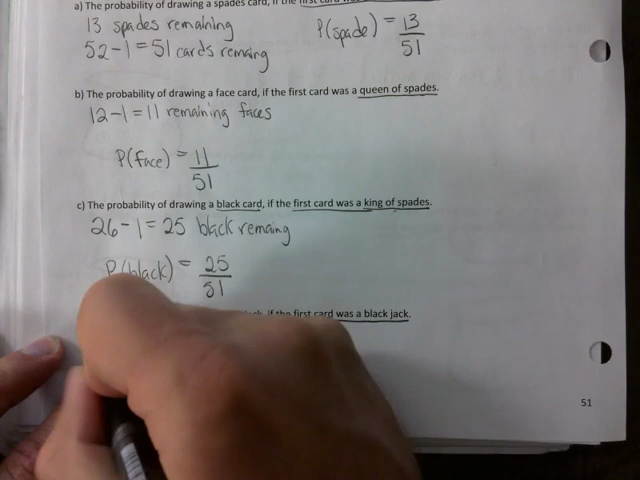 a) The probability of drawing a spades card, if the first card
13 spades remaining
P(spade) = 13/51
52-1 = 51 cards remaing
b) The probability of drawing a face card, if the first card was a queen of spades.
12-1 = 11 remaining faces
P(face) = 11/51
c) The probability of drawing a black card, if the first card was a king of spades.
26-1 = 25 black remaing
P(black) = 25/51
if the first card was a black jack.
51